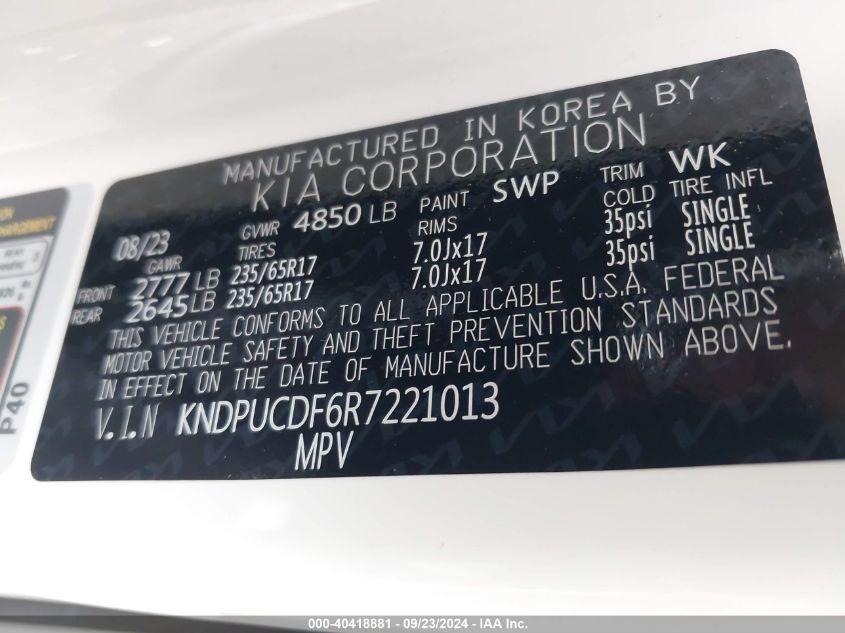 MANUFACTURED IN KOREA BY
KIA CORPORATION
08/23 GVWR 4850 LB PAINT SWP TRIM WK
GAWR TIRES RIMS COLD TIRE INFL
FRONT 2777 LB 235/65R17 7.0Jx17 35psi SINGLE
REAR 2645 LB 235/65R17 7.0Jx17 35psi SINGLE
THIS VEHICLE CONFORMS TO ALL APPLICABLE U.S.A. FEDERAL
MOTOR VEHICLE SAFETY AND THEFT PREVENTION STANDARDS
IN EFFECT ON THE DATE OF MANUFACTURE SHOWN ABOVE.
V.I.N KNDPUCDF6R7221013
MPV
P40
000-40418881 - 09/23/2024 - IAA Inc.